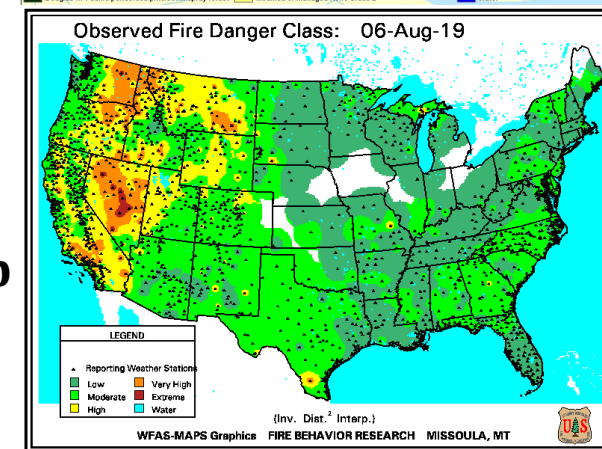 Observed Fire Danger Class: 06-Aug-19
LEGEND
Reporting Weather Stations
Low
Moderate
High
Very High
Extreme
Water
(Inv. Dist.² Interp.)
WFAS-MAPS Graphics FIRE BEHAVIOR RESEARCH MISSOULA, MT
U S